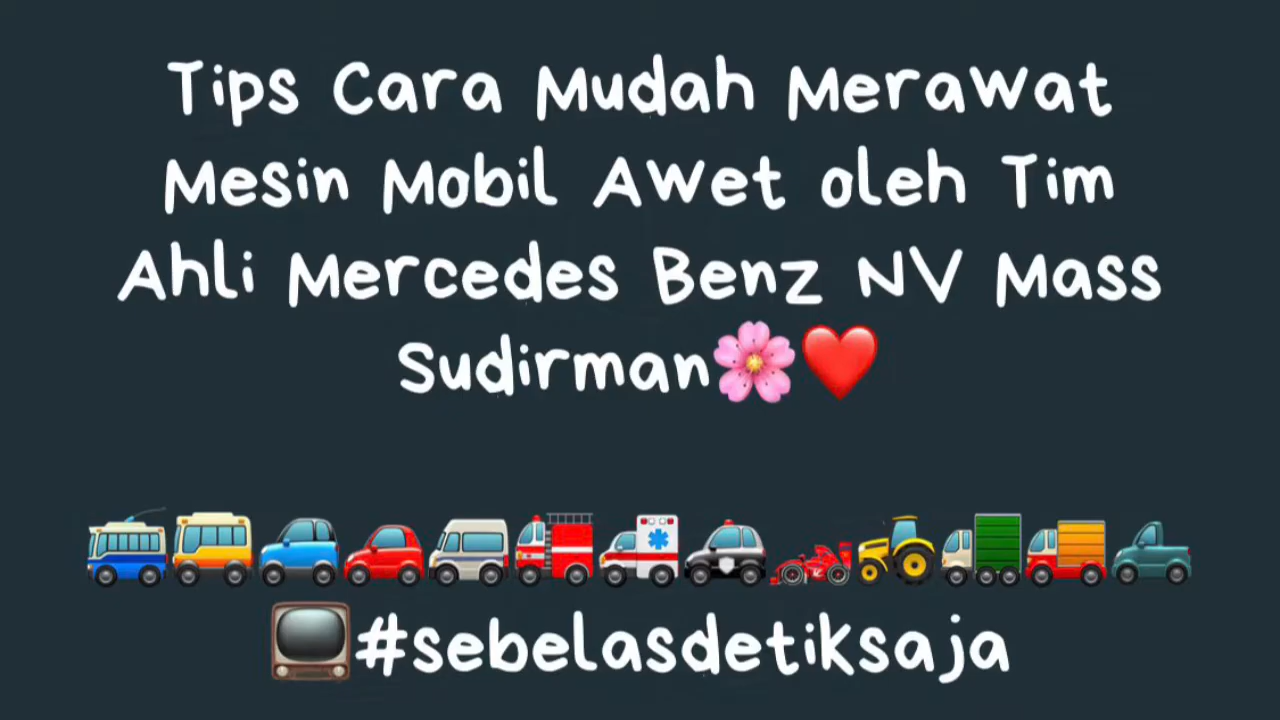 Tips Cara Mudah Merawat
Mesin Mobil Awet oleh Tim
Ahli Mercedes Benz NV Mass
Sudirman🌸❤️
🚎🚌🚙🚗🚐🚒🚑🚓🏎️🚜🚛🚚🛻
📺#sebelasdetiksaja